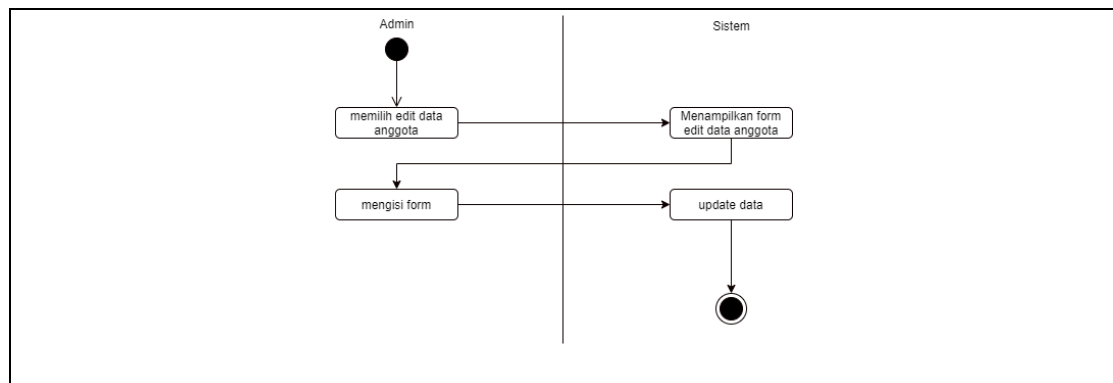 Admin
Sistem
memilih edit data
anggota
Menampilkan form
edit data anggota
mengisi form
update data